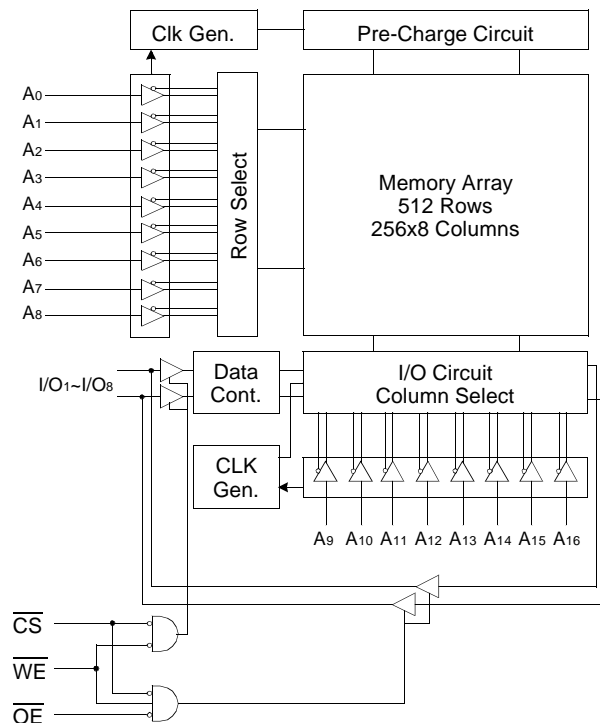 Clk Gen.
Pre-Charge Circuit
A0
A1
A2
A3
A4
A5
A6
A7
A8
Row Select
Memory Array
512 Rows
256x8 Columns
I/O1~I/O8
Data
Cont.
I/O Circuit
Column Select
CLK
Gen.
A9 A10 A11 A12 A13 A14 A15 A16
CS
WE
OE